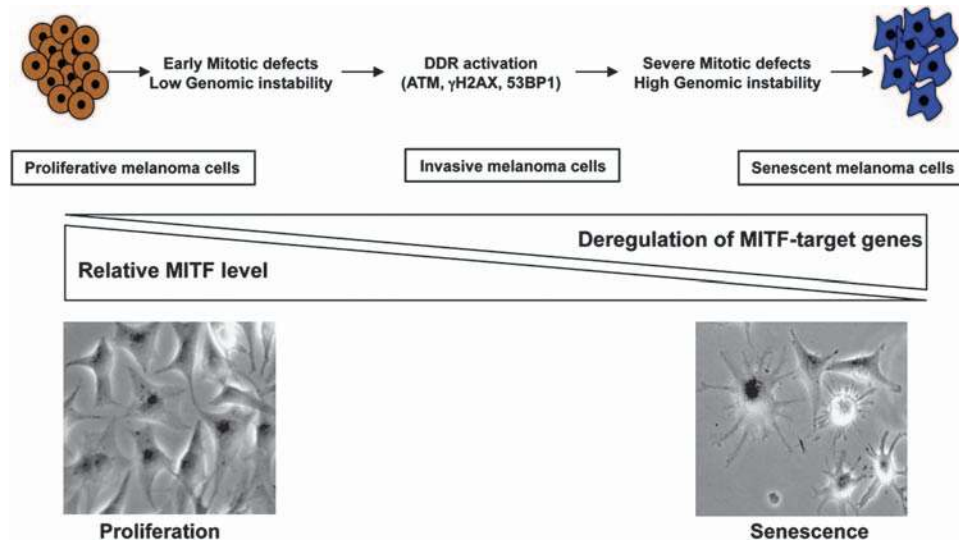 Early Mitotic defects
Low Genomic instability
DDR activation
(ATM, γH2AX, 53BP1)
Severe Mitotic defects
High Genomic instability
Proliferative melanoma cells
Invasive melanoma cells
Senescent melanoma cells
Deregulation of MITF-target genes
Relative MITF level
Proliferation
Senescence